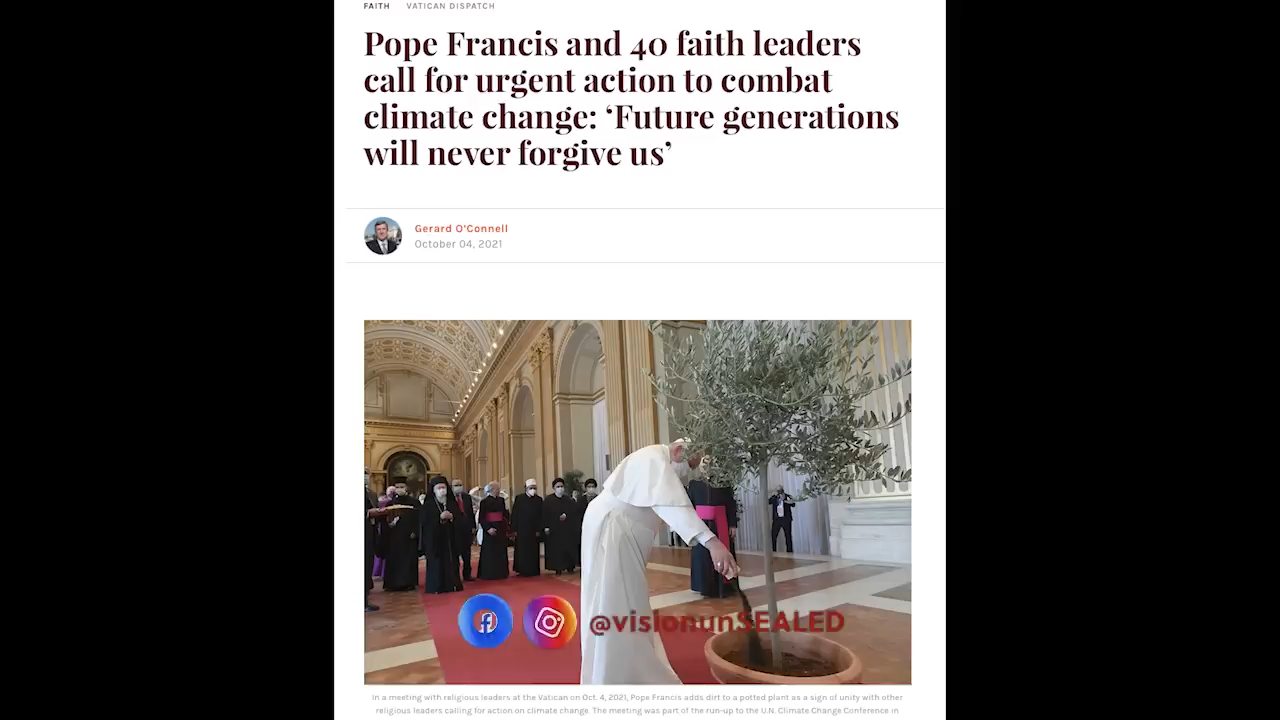 FAITH VATICAN DISPATCH
Pope Francis and 40 faith leaders
call for urgent action to combat
climate change: ‘Future generations
will never forgive us’
Gerard O’Connell
October 04, 2021
@visionunSEALED
In a meeting with religious leaders at the Vatican on Oct. 4, 2021, Pope Francis adds dirt to a potted plant as a sign of unity with other
religious leaders calling for action on climate change. The meeting was part of the run-up to the U.N. Climate Change Conference in